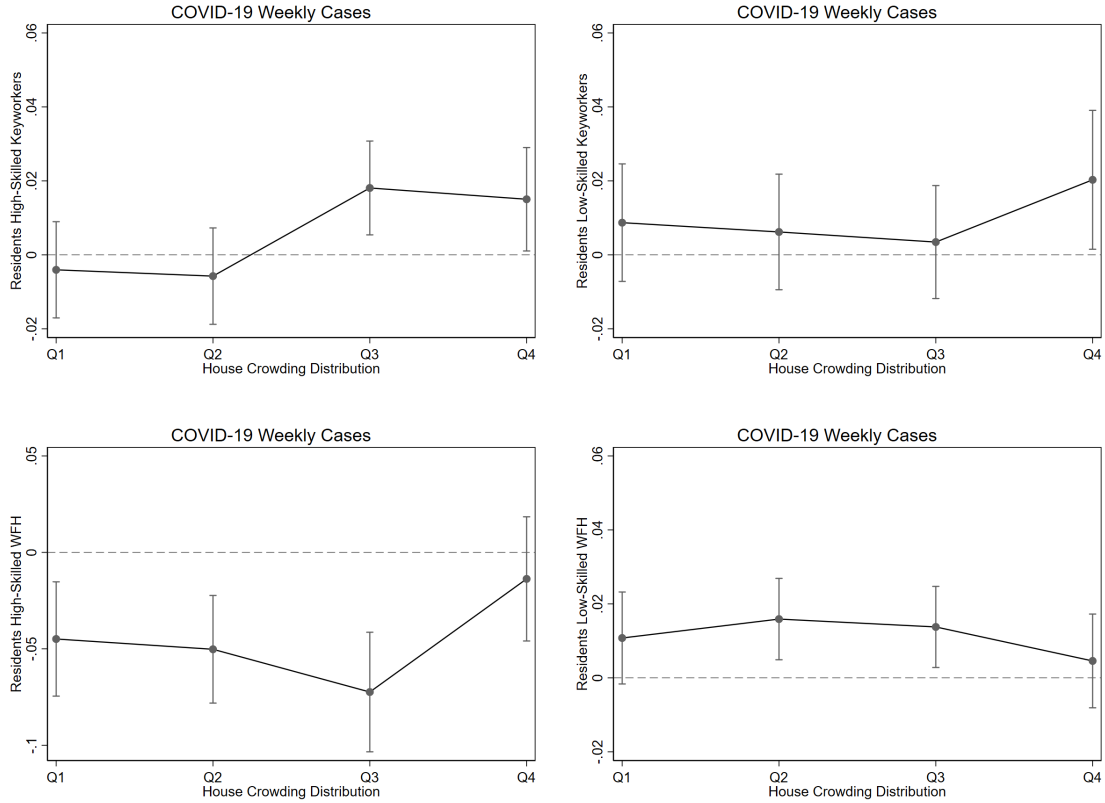 COVID-19 Weekly Cases
Residents High-Skilled Keyworkers
.06
.04
.02
0
-.02
Q1 Q2 Q3 Q4
House Crowding Distribution
COVID-19 Weekly Cases
Residents Low-Skilled Keyworkers
.06
.04
.02
0
-.02
Q1 Q2 Q3 Q4
House Crowding Distribution
COVID-19 Weekly Cases
Residents High-Skilled WFH
.05
0
-.05
-.1
Q1 Q2 Q3 Q4
House Crowding Distribution
COVID-19 Weekly Cases
Residents Low-Skilled WFH
.06
.04
.02
0
-.02
Q1 Q2 Q3 Q4
House Crowding Distribution